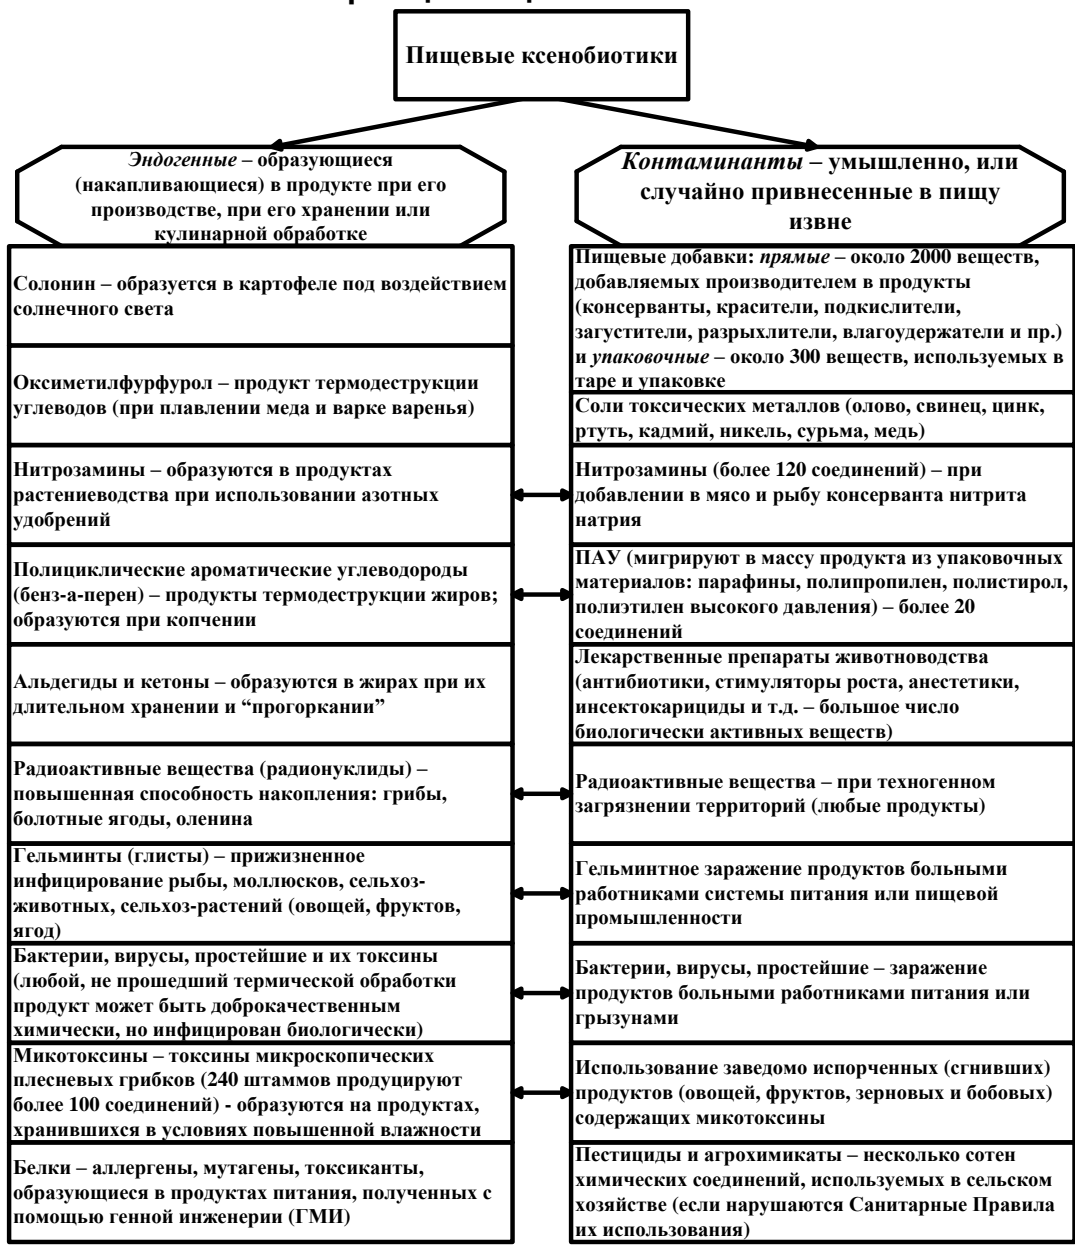 Пищевые ксенобиотики
Эндогенные – образующиеся
(накапливающиеся) в продукте при его
производстве, при его хранении или
кулинарной обработке
Солонин – образуется в картофеле под воздействием
солнечного света
Оксиметилфурфурол – продукт термодеструкции
углеводов (при плавлении меда и варке варенья)
Нитрозамины – образуются в продуктах
растениеводства при использовании азотных
удобрений
Полициклические ароматические углеводороды
(бенз-а-перен) – продукты термодеструкции жиров;
образуются при копчении
Альдегиды и кетоны – образуются в жирах при их
длительном хранении и “прогоркании”
Радиоактивные вещества (радионуклиды) –
повышенная способность накопления: грибы,
болотные ягоды, оленина
Гельминты (глисты) – прижизненное
инфицирование рыбы, моллюсков, сельхоз-
животных, сельхоз-растений (овощей, фруктов,
ягод)
Бактерии, вирусы, простейшие и их токсины
(любой, не прошедший термической обработки
продукт может быть доброкачественным
химически, но инфицирован биологически)
Микотоксины – токсины микроскопических
плесневых грибков (240 штаммов продуцируют
более 100 соединений) - образуются на продуктах,
хранившихся в условиях повышенной влажности
Белки – аллергены, мутагены, токсиканты,
образующиеся в продуктах питания, полученных с
помощью генной инженерии (ГМИ)
Контаминанты – умышленно, или
случайно привнесенные в пищу
извне
Пищевые добавки: прямые – около 2000 веществ,
добавляемых производителем в продукты
(консерванты, красители, подкислители,
загустители, разрыхлители, влагоудержатели и пр.)
и упаковочные – около 300 веществ, используемых в
таре и упаковке
Соли токсических металлов (олово, свинец, цинк,
ртуть, кадмий, никель, сурьма, медь)
Нитрозамины (более 120 соединений) – при
добавлении в мясо и рыбу консерванта нитрита
натрия
ПАУ (мигрируют в массу продукта из упаковочных
материалов: парафины, полипропилен, полистирол,
полиэтилен высокого давления) – более 20
соединений
Лекарственные препараты животноводства
(антибиотики, стимуляторы роста, анестетики,
инсектокарициды и т.д. – большое число
биологически активных веществ)
Радиоактивные вещества – при техногенном
загрязнении территорий (любые продукты)
Гельминтное заражение продуктов больными
работниками системы питания или пищевой
промышленности
Бактерии, вирусы, простейшие – заражение
продуктов больными работниками питания или
грызунами
Использование заведомо испорченных (сгнивших)
продуктов (овощей, фруктов, зерновых и бобовых)
содержащих микотоксины
Пестициды и агрохимикаты – несколько сотен
химических соединений, используемых в сельском
хозяйстве (если нарушаются Санитарные Правила
их использования)